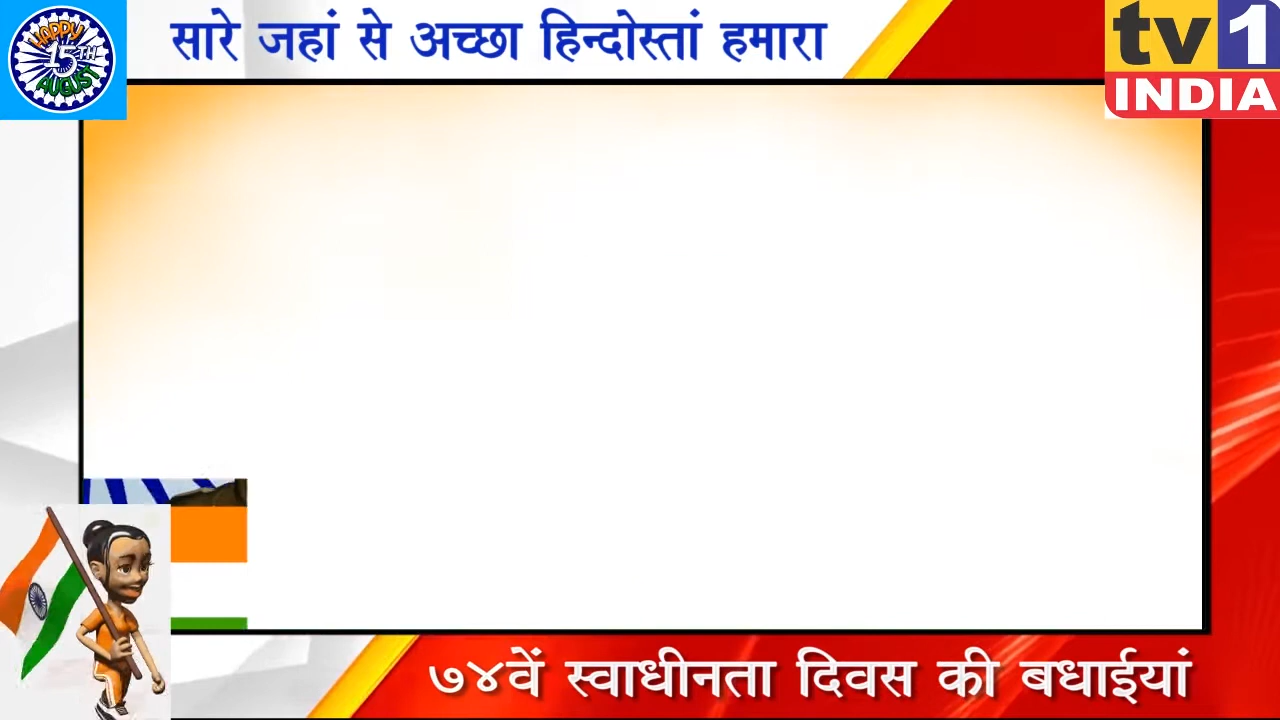 सारे जहां से अच्छा हिन्दोस्तां हमारा
HAPPY
15TH
AUGUST
tv1
INDIA
७४वें स्वाधीनता दिवस की बधाईयां